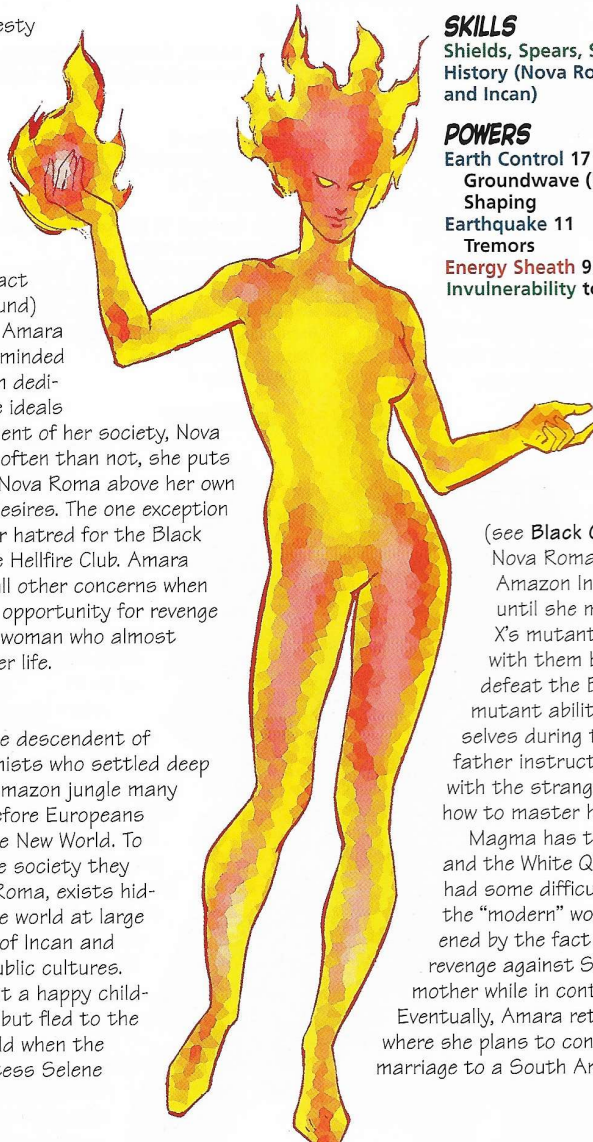 esty
act
und)
Amara
minded
n dedi-
e ideals
ent of her society, Nova
often than not, she puts
Nova Roma above her own
esires. The one exception
r hatred for the Black
e Hellfire Club. Amara
ll other concerns when
opportunity for revenge
woman who almost
er life.
e descendent of
nists who settled deep
mazon jungle many
efore Europeans
e New World. To
e society they
Roma, exists hid-
e world at large
of Incan and
ublic cultures.
t a happy child-
but fled to the
ld when the
ess Selene
SKILLS
Shields, Spears, S
History (Nova Ro
and Incan)
POWERS
Earth Control 17
Groundwave (
Shaping
Earthquake 11
Tremors
Energy Sheath 9
Invulnerability to
(see Black Q
Nova Roma
Amazon In
until she m
X's mutant
with them b
defeat the B
mutant abilit
selves during t
father instruct
with the strang
how to master h
Magma has t
and the White Q
had some difficu
the "modern" wo
ened by the fact
revenge against S
mother while in cont
Eventually, Amara ret
where she plans to con
marriage to a South Am